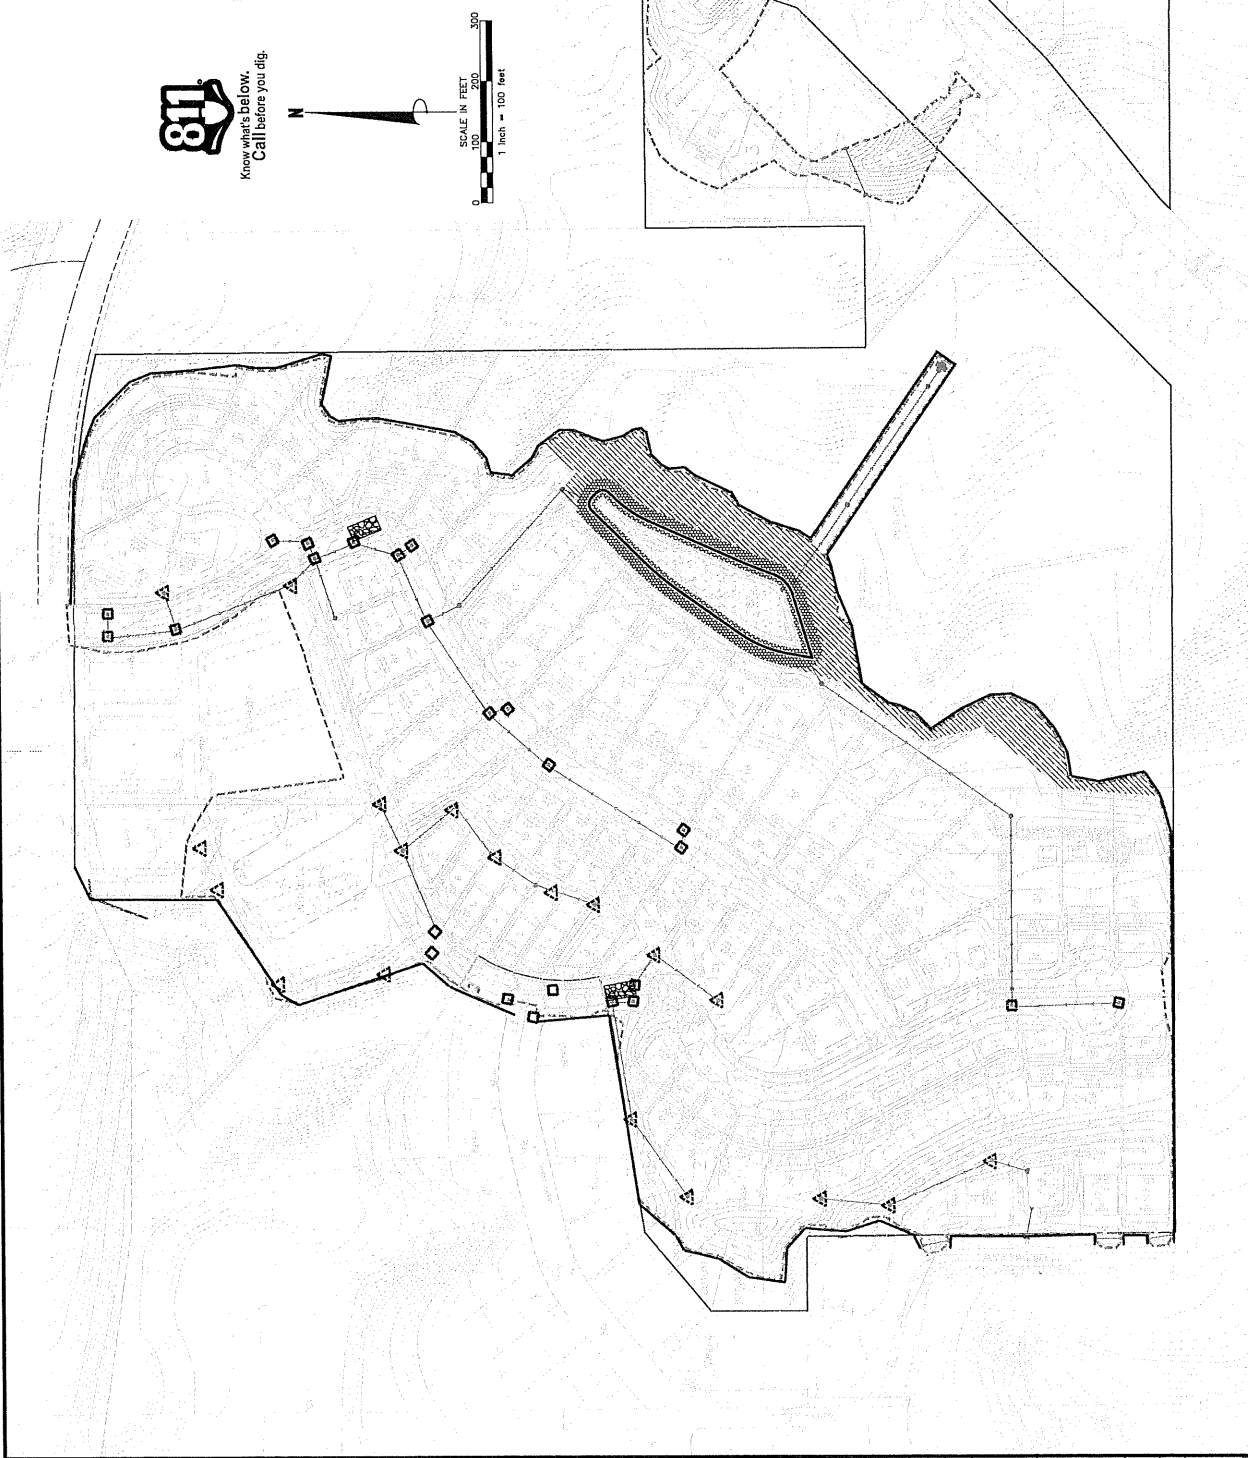 811
Know what's below.
Call before you dig.
N
SCALE IN FEET
0 100 200 300
1 Inch = 100 feet